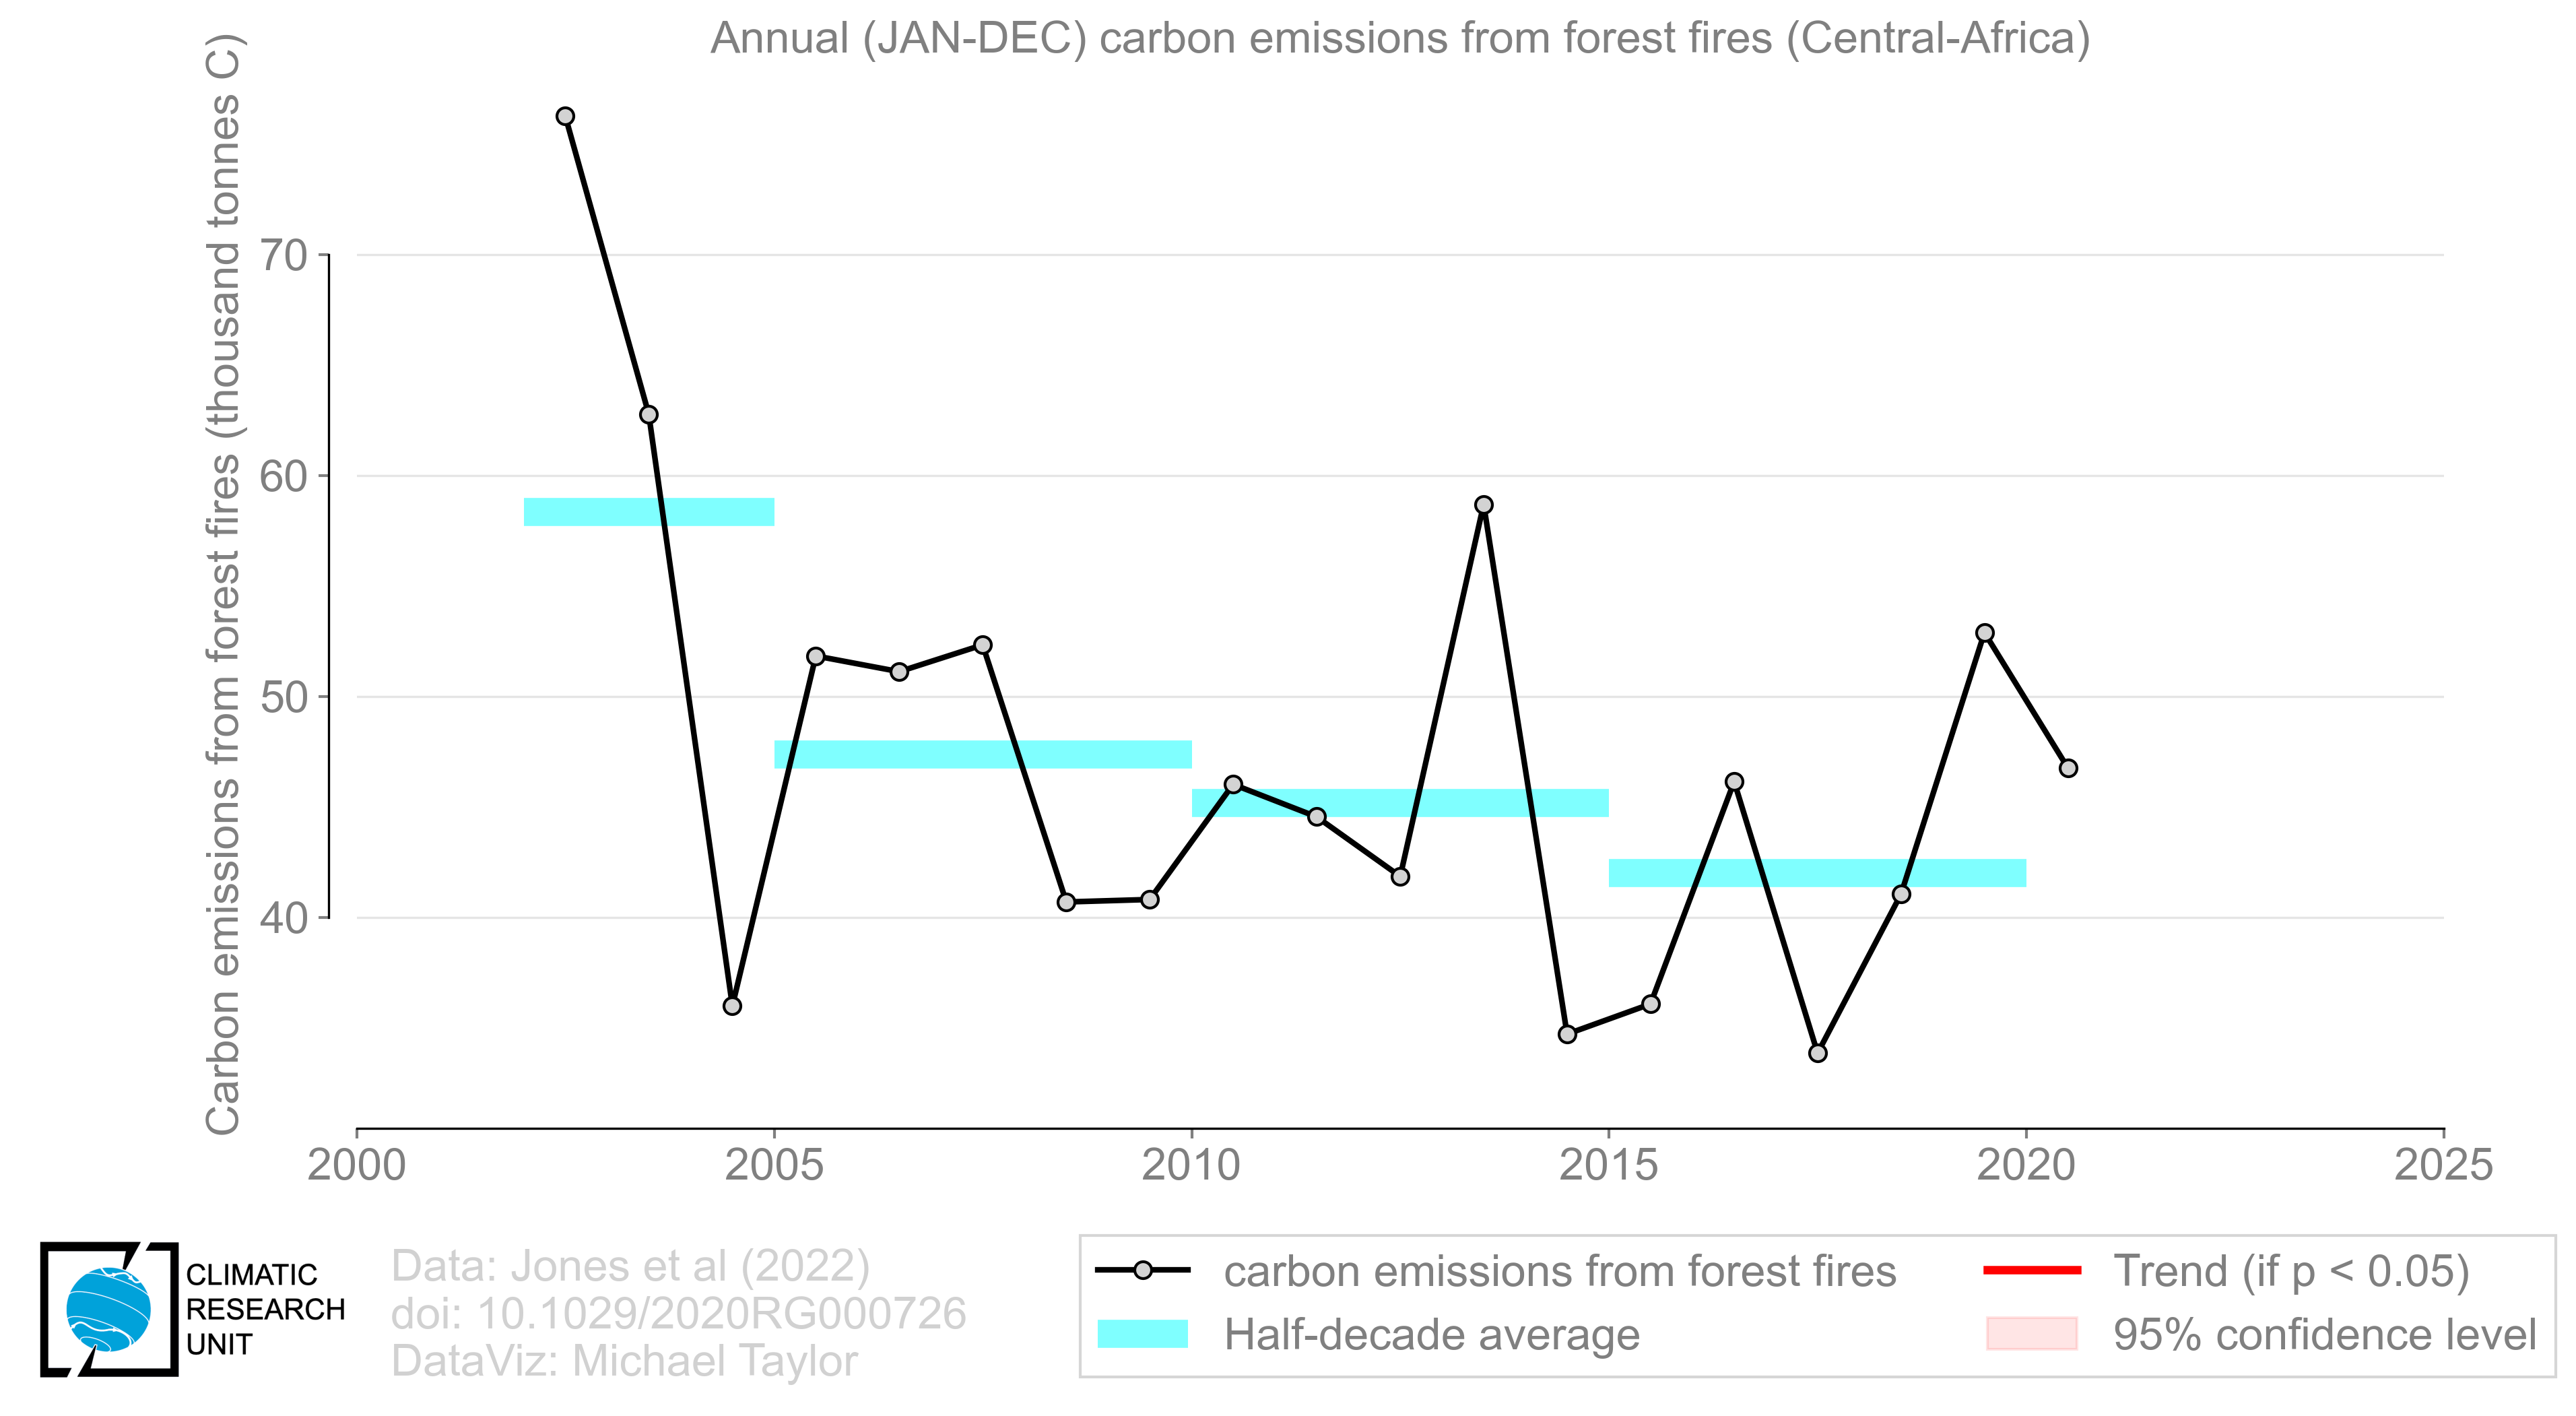 Annual (JAN-DEC) carbon emissions from forest fires (Central-Africa)
Carbon emissions from forest fires (thousand tonnes C)
70
60
50
40
2000
2005
2010
2015
2020
2025
CLIMATIC
RESEARCH
UNIT
Data: Jones et al (2022)
doi: 10.1029/2020RG000726
DataViz: Michael Taylor
carbon emissions from forest fires
Half-decade average
Trend (if p < 0.05)
95% confidence level